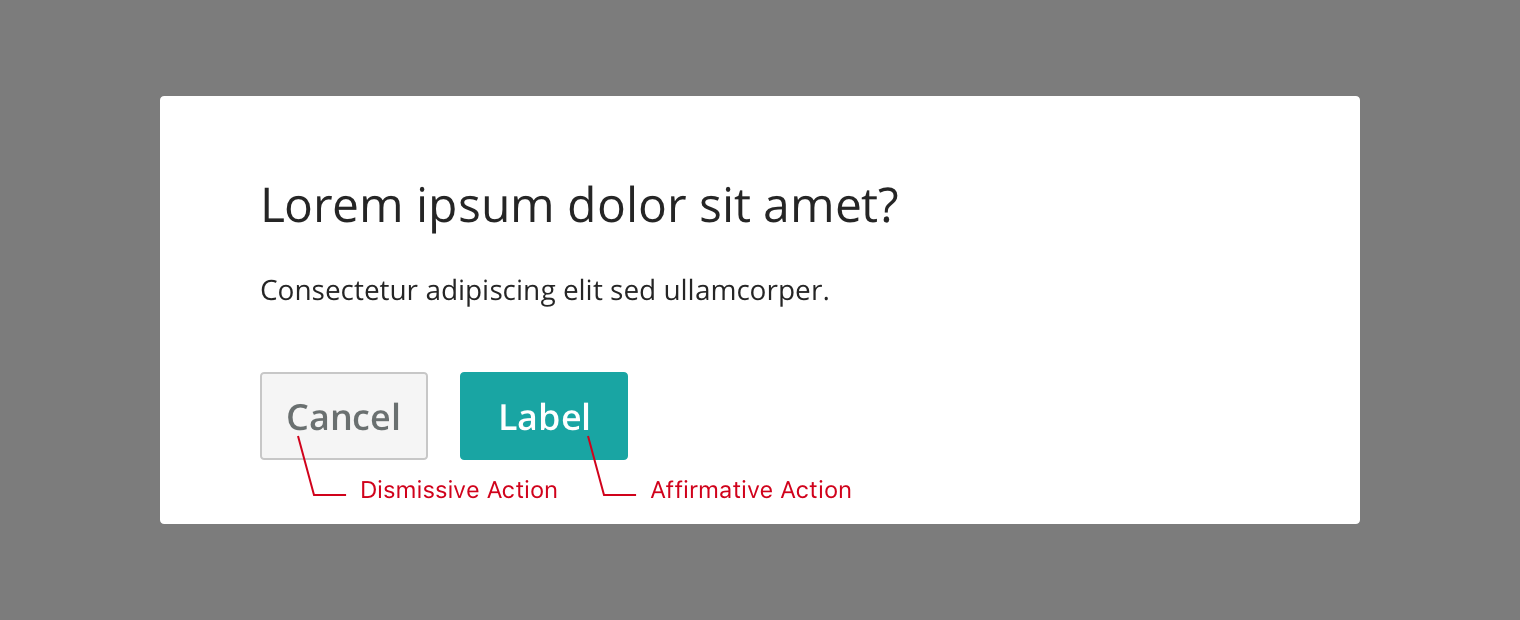 Lorem ipsum dolor sit amet?
Consectetur adipiscing elit sed ullamcorper.
Cancel Label
Dismissive Action Affirmative Action